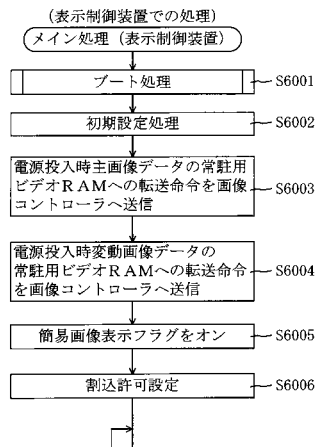 (表示制御装置での処理)
メイン処理(表示制御装置)
ブート処理
S6001
初期設定処理
S6002
電源投入時主画像データの常駐用
ビデオRAMへの転送命令を画像
コントローラへ送信
S6003
電源投入時変動画像データの
常駐用ビデオRAMへの転送命令
を画像コントローラへ送信
S6004
簡易画像表示フラグをオン
S6005
割込許可設定
S6006